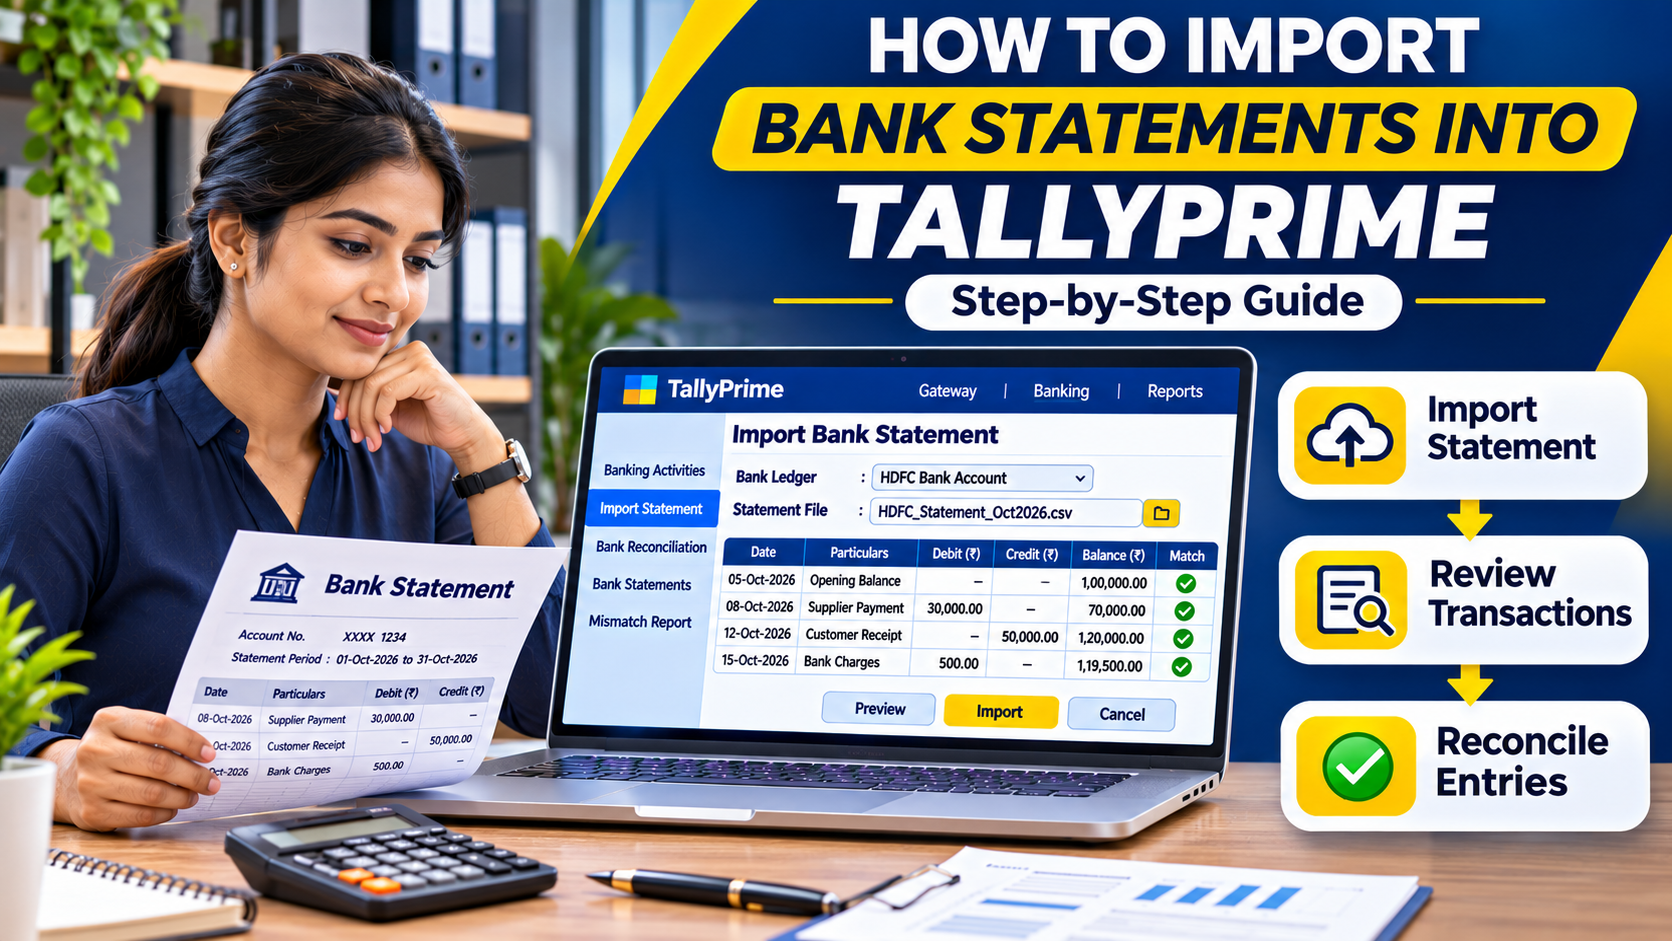 HOW TO IMPORT
BANK STATEMENTS INTO
TALLYPRIME
Step-by-Step Guide
TallyPrime
Gateway | Banking | Reports
Banking Activities
Import Statement
Bank Reconciliation
Bank Statements
Mismatch Report
Import Bank Statement
Bank Ledger : HDFC Bank Account
Statement File : HDFC_Statement_Oct2026.csv
Date Particulars Debit (₹) Credit (₹) Balance (₹) Match
05-Oct-2026 Opening Balance – – 1,00,000.00
08-Oct-2026 Supplier Payment 30,000.00 – 70,000.00
12-Oct-2026 Customer Receipt – 50,000.00 1,20,000.00
15-Oct-2026 Bank Charges 500.00 – 1,19,500.00
Preview Import Cancel
Import
Statement
Review
Transactions
Reconcile
Entries
Bank Statement
Account No. XXXX 1234
Statement Period : 01-Oct-2026 to 31-Oct-2026
Date Particulars Debit (₹) Credit (₹)
08-Oct-2026 Supplier Payment 30,000.00 –
Oct-2026 Customer Receipt – 50,000.00
Oct-2026 Bank Charges 500.00 –